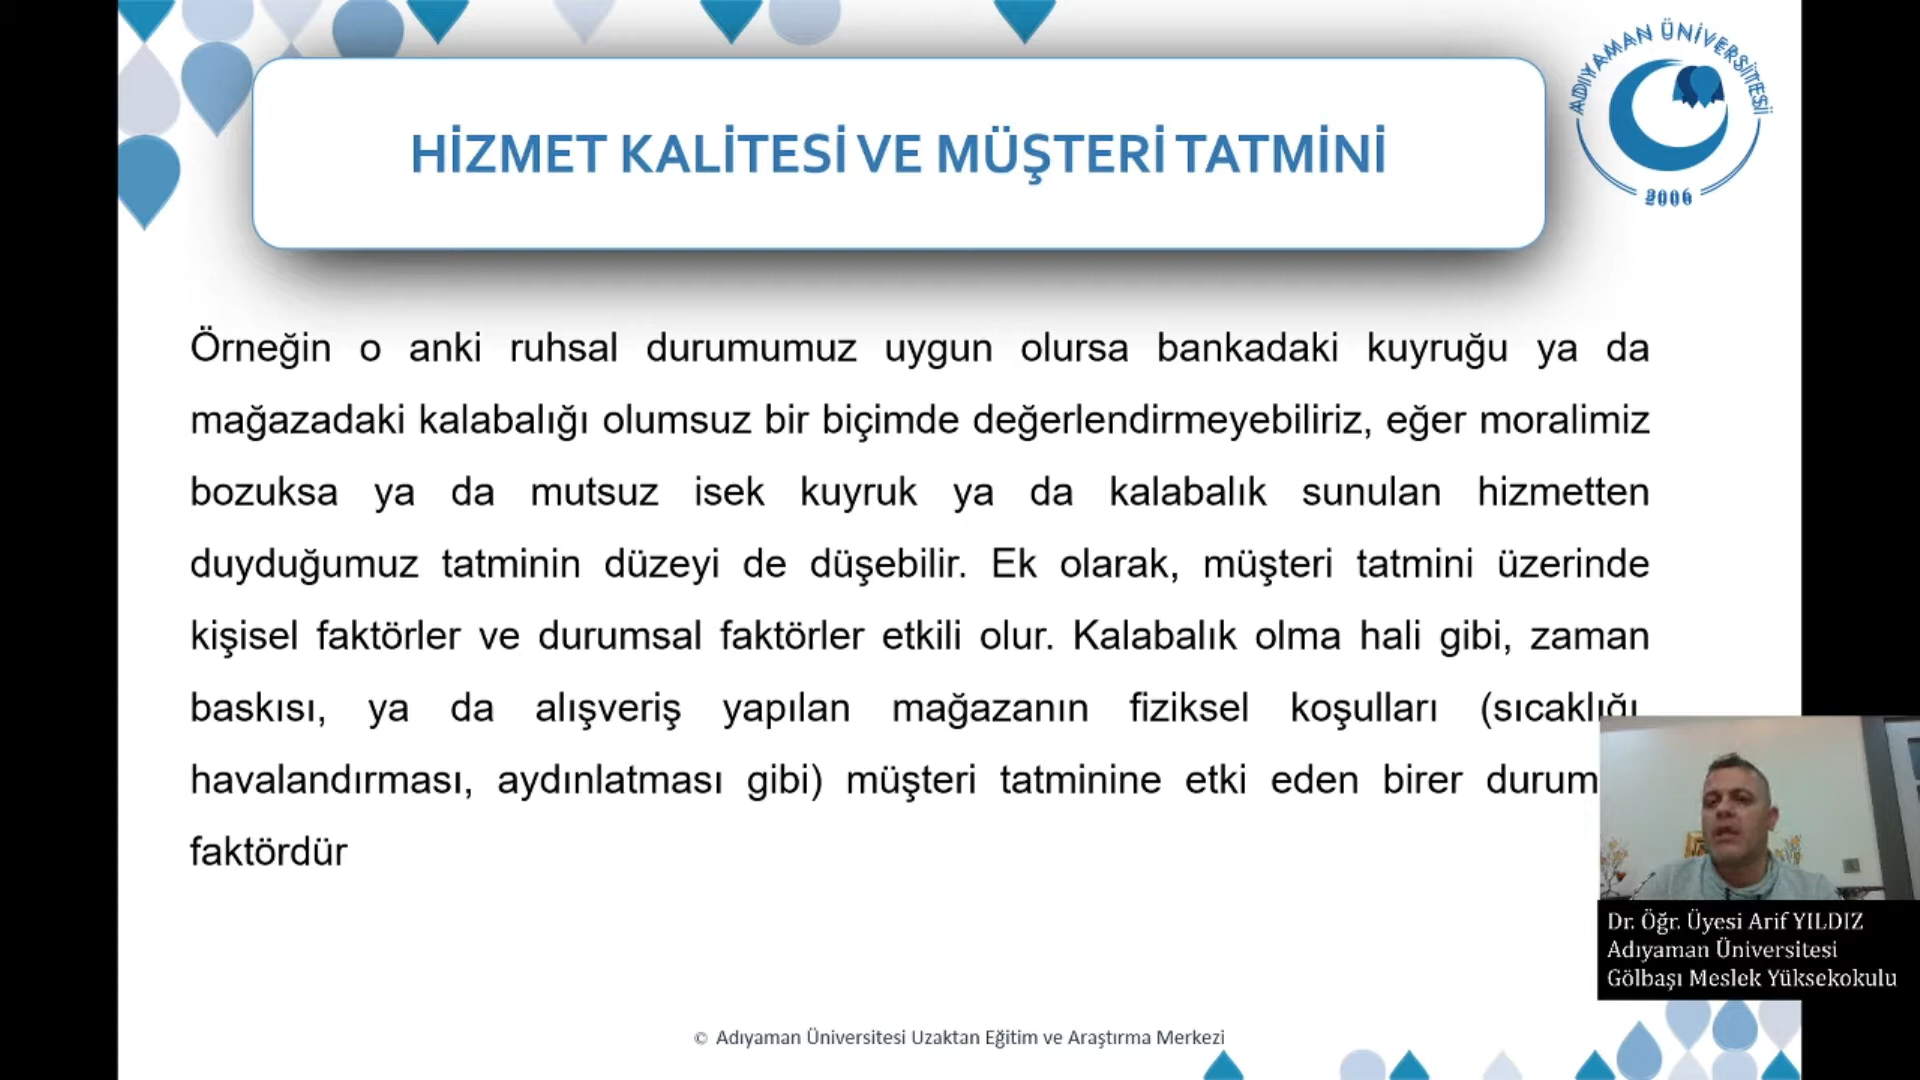 HİZMET KALİTESİ VE MÜŞTERİ TATMİNİ
ADIYAMAN ÜNİVERSİTESİ
2006
Örneğin o anki ruhsal durumumuz uygun olursa bankadaki kuyruğu ya da
mağazadaki kalabalığı olumsuz bir biçimde değerlendirmeyebiliriz, eğer moralimiz
bozuksa ya da mutsuz isek kuyruk ya da kalabalık sunulan hizmetten
duyduğumuz tatminin düzeyi de düşebilir. Ek olarak, müşteri tatmini üzerinde
kişisel faktörler ve durumsal faktörler etkili olur. Kalabalık olma hali gibi, zaman
baskısı, ya da alışveriş yapılan mağazanın fiziksel koşulları (sıcaklığı
havalandırması, aydınlatması gibi) müşteri tatminine etki eden birer durum
faktördür
Dr. Öğr. Üyesi Arif YILDIZ
Adıyaman Üniversitesi
Gölbaşı Meslek Yüksekokulu
© Adıyaman Üniversitesi Uzaktan Eğitim ve Araştırma Merkezi